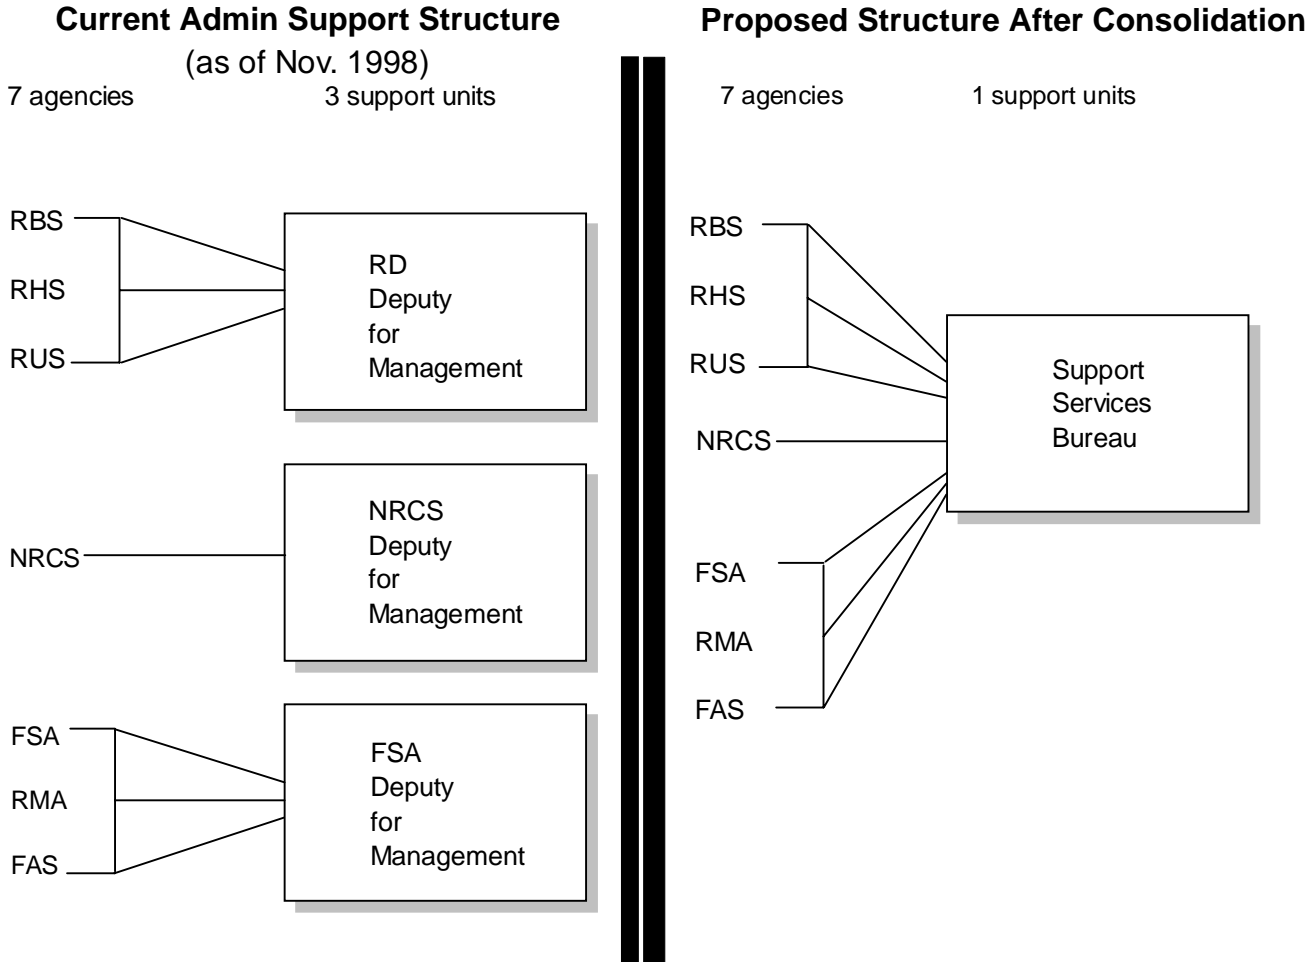 Current Admin Support Structure
(as of Nov. 1998)
7 agencies
3 support units
RBS
RHS
RUS
RD
Deputy
for
Management
NRCS
NRCS
Deputy
for
Management
FSA
RMA
FAS
FSA
Deputy
for
Management
Proposed Structure After Consolidation
7 agencies
1 support units
RBS
RHS
RUS
NRCS
FSA
RMA
FAS
Support
Services
Bureau